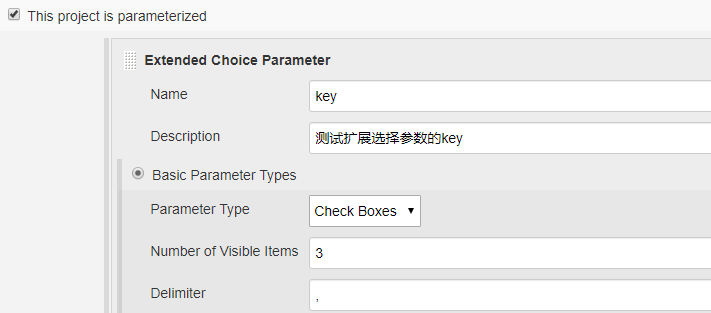 This project is parameterized
Extended Choice Parameter
Name key
Description 测试扩展选择参数的key
Basic Parameter Types
Parameter Type Check Boxes
Number of Visible Items 3
Delimiter ,